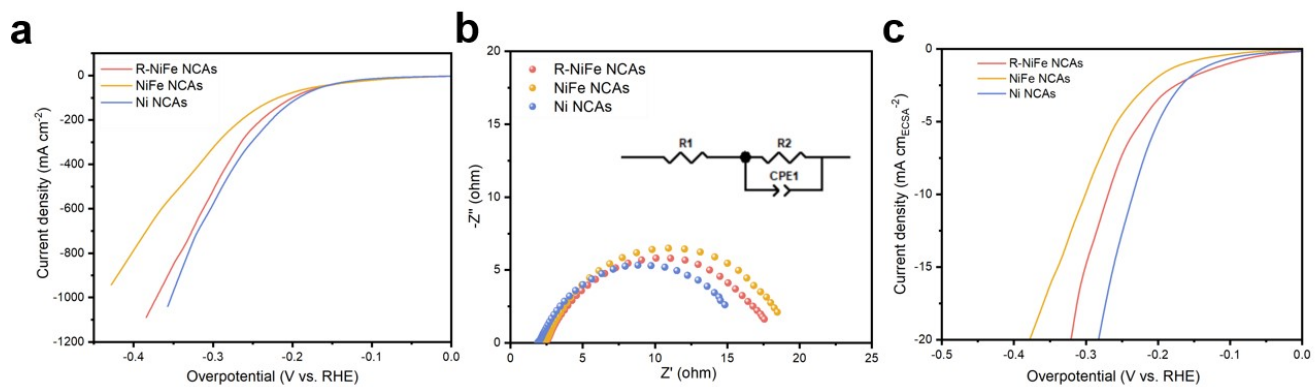 a
R-NiFe NCAs
NiFe NCAs
Ni NCAs
Current density (mA cm⁻²)
0
-200
-400
-600
-800
-1000
-1200
-0.4
-0.3
-0.2
-0.1
0.0
Overpotential (V vs. RHE)
b
R-NiFe NCAs
NiFe NCAs
Ni NCAs
R1
R2
CPE1
-Z'' (ohm)
20
15
10
5
0
0
5
10
15
20
25
Z' (ohm)
c
R-NiFe NCAs
NiFe NCAs
Ni NCAs
Current density (mA cm_ECSA⁻²)
0
-5
-10
-15
-20
-0.5
-0.4
-0.3
-0.2
-0.1
0.0
Overpotential (V vs. RHE)